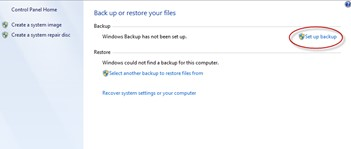 Control Panel Home
Create a system image
Create a system repair disc
Back up or restore your files
Backup
Windows Backup has not been set up.
Set up backup
Restore
Windows could not find a backup for this computer.
Select another backup to restore files from
Recover system settings or your computer